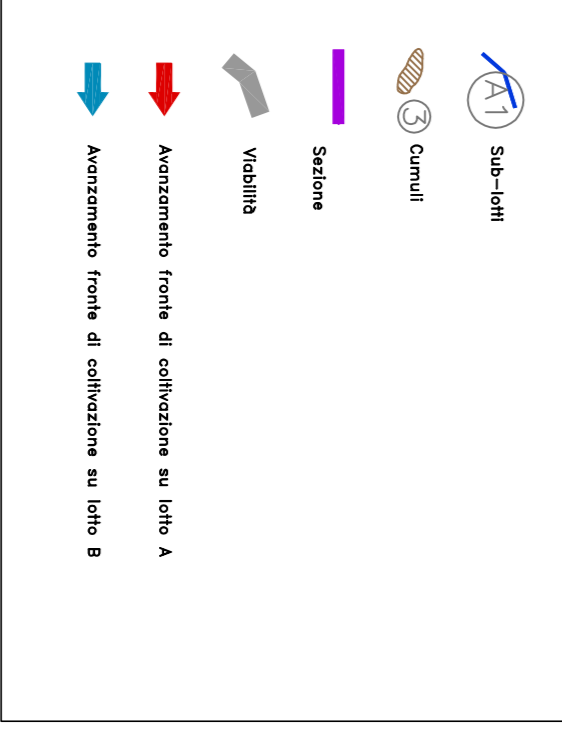 A1
Sub-lotti
3
Cumuli
Sezione
Viabilità
Avanzamento fronte di coltivazione su lotto A
Avanzamento fronte di coltivazione su lotto B